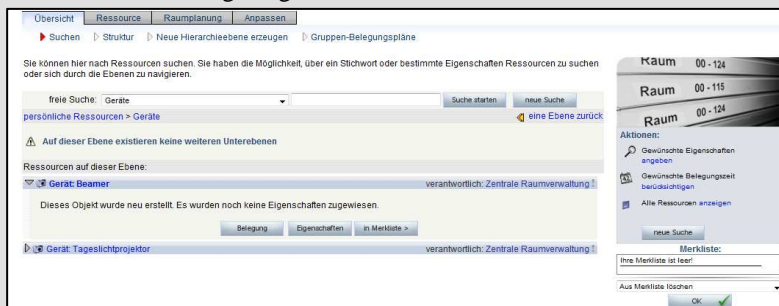 Übersicht Ressource Raumplanung Anpassen
Suchen Struktur Neue Hierarchieebene erzeugen Gruppen-Belegungspläne
Sie können hier nach Ressourcen suchen. Sie haben die Möglichkeit, über ein Stichwort oder bestimmte Eigenschaften Ressourcen zu suchen
oder sich durch die Ebenen zu navigieren.
freie Suche: Geräte Suche starten neue Suche
persönliche Ressourcen > Geräte eine Ebene zurück
Auf dieser Ebene existieren keine weiteren Unterebenen
Ressourcen auf dieser Ebene:
Gerät: Beamer verantwortlich: Zentrale Raumverwaltung
Dieses Objekt wurde neu erstellt. Es wurden noch keine Eigenschaften zugewiesen.
Belegung Eigenschaften in Merkliste >
Gerät: Tageslichtprojektor verantwortlich: Zentrale Raumverwaltung
Raum 00 - 124
Raum 00 - 115
Raum 00 - 124
Aktionen:
Gewünschte Eigenschaften
angeben
Gewünschte Belegungszeit
berücksichtigen
Alle Ressourcen anzeigen
neue Suche
Merkliste:
Ihre Merkliste ist leer!
Aus Merkliste löschen
OK